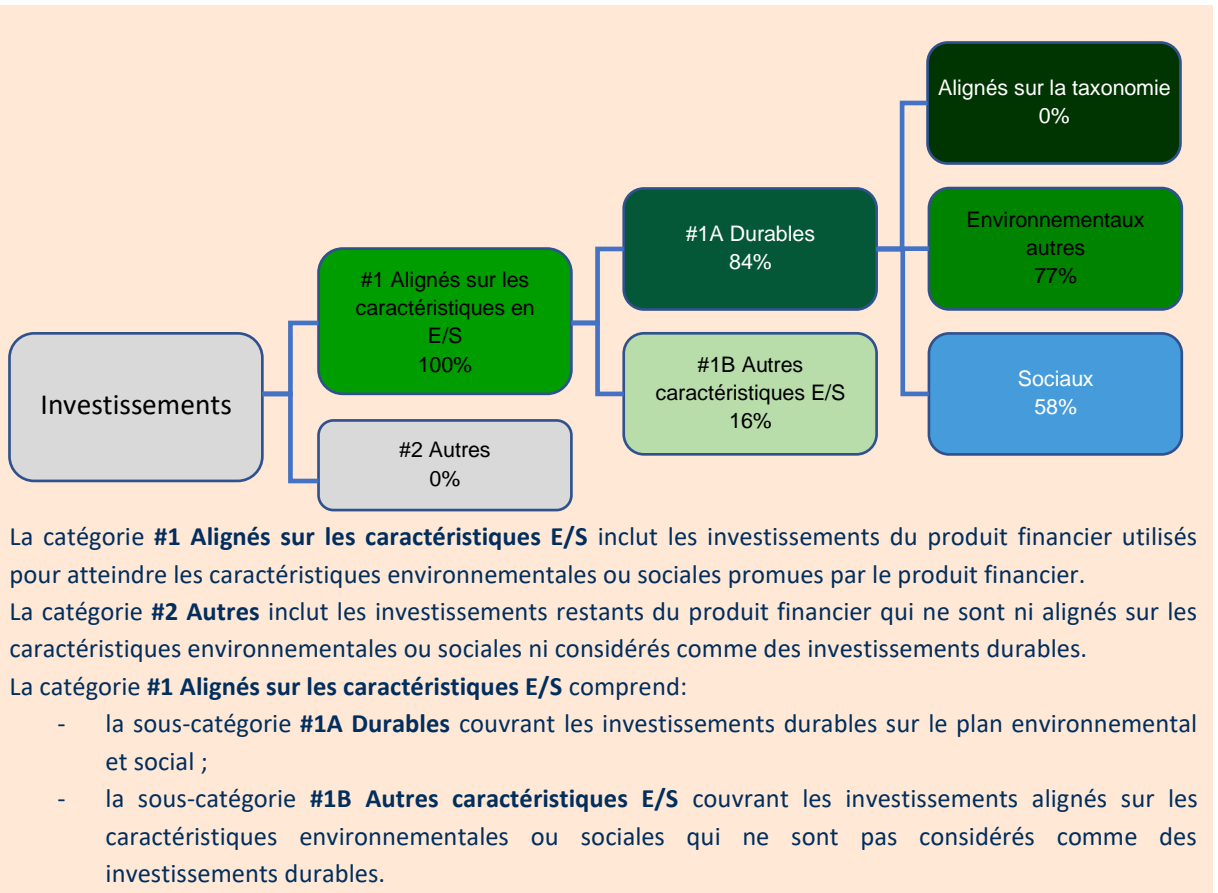 Alignés sur la taxonomie
0%
#1A Durables
84%
Environnementaux
autres
77%
#1 Alignés sur les
caractéristiques en
E/S
100%
#1B Autres
caractéristiques E/S
16%
Sociaux
58%
Investissements
#2 Autres
0%
La catégorie #1 Alignés sur les caractéristiques E/S inclut les investissements du produit financier utilisés
pour atteindre les caractéristiques environnementales ou sociales promues par le produit financier.
La catégorie #2 Autres inclut les investissements restants du produit financier qui ne sont ni alignés sur les
caractéristiques environnementales ou sociales ni considérés comme des investissements durables.
La catégorie #1 Alignés sur les caractéristiques E/S comprend:
- la sous-catégorie #1A Durables couvrant les investissements durables sur le plan environnemental
et social ;
- la sous-catégorie #1B Autres caractéristiques E/S couvrant les investissements alignés sur les
caractéristiques environnementales ou sociales qui ne sont pas considérés comme des
investissements durables.